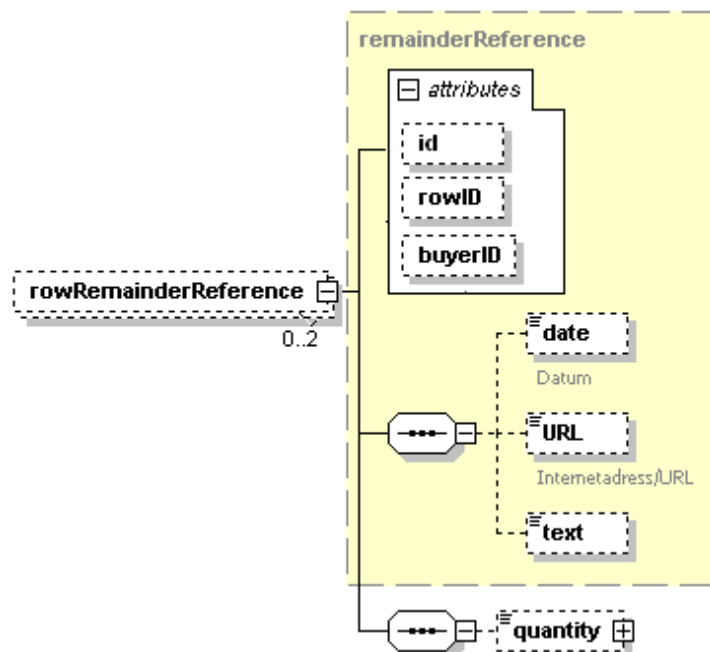 remainderReference
attributes
id
rowID
buyerID
rowRemainderReference
0..2
date
Datum
URL
Internetadress/URL
text
quantity